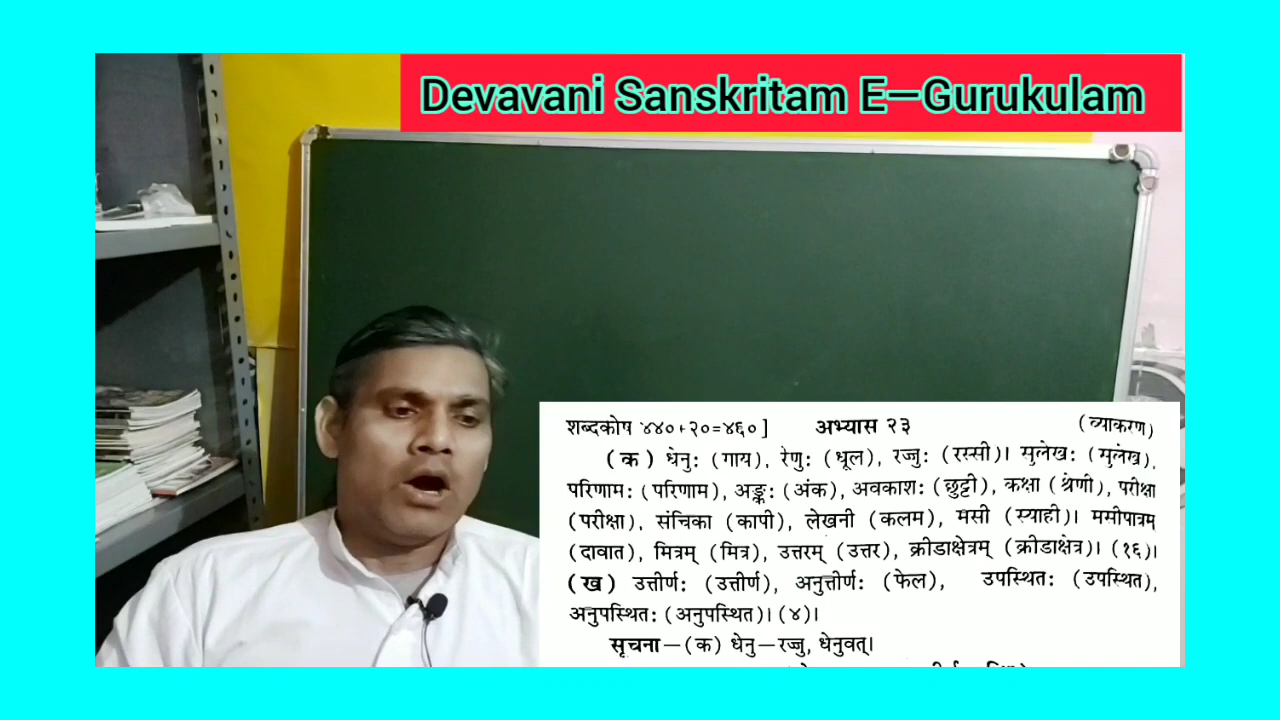 Devavani Sanskritam E—Gurukulam
शब्दकोष ४४०+२०=४६०] अभ्यास २३ (व्याकरण)
(क) धेनुः (गाय), रेणुः (धूल), रज्जुः (रस्सी)। सुलेखः (सुलेख),
परिणामः (परिणाम), अङ्कः (अंक), अवकाशः (छुट्टी), कक्षा (श्रेणी), परीक्षा
(परीक्षा), संचिका (कापी), लेखनी (कलम), मसी (स्याही)। मसीपात्रम्
(दावात), मित्रम् (मित्र), उत्तरम् (उत्तर), क्रीडाक्षेत्रम् (क्रीडाक्षेत्र)। (१६)।
(ख) उत्तीर्णः (उत्तीर्ण), अनुत्तीर्णः (फेल), उपस्थितः (उपस्थित),
अनुपस्थितः (अनुपस्थित)। (४)।
सूचना—(क) धेनु—रज्जु, धेनुवत्।